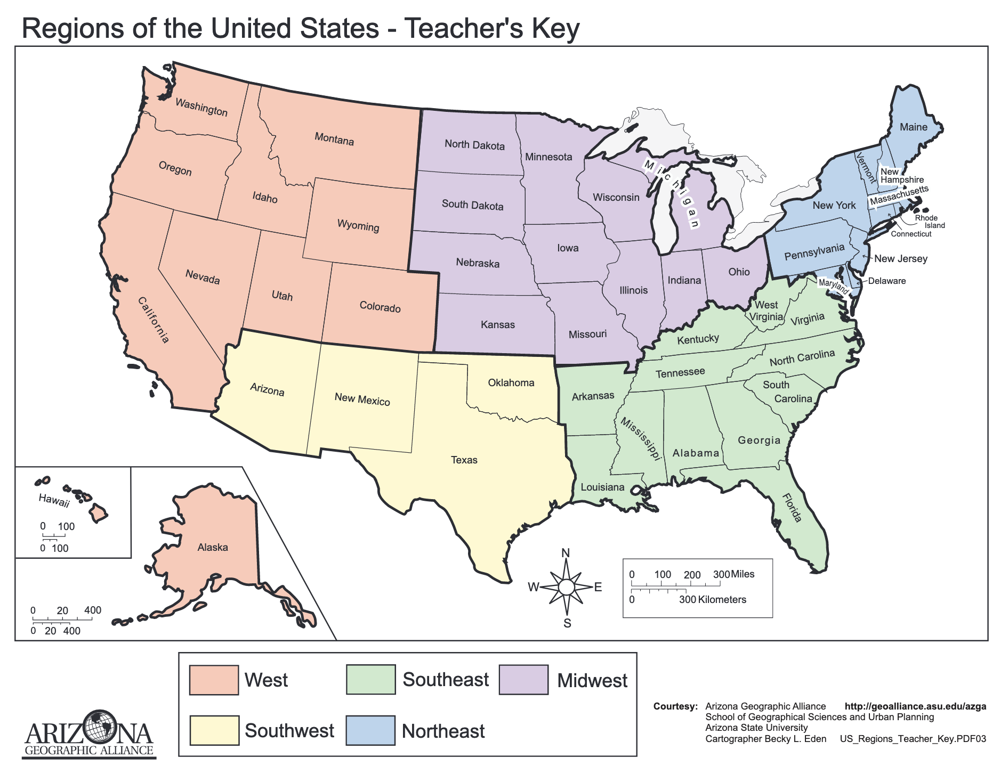 Regions of the United States - Teacher's Key
Washington
Montana
North Dakota
Minnesota
Maine
Oregon
Idaho
Wyoming
South Dakota
Wisconsin
Michigan
Vermont
New
Hampshire
Massachusetts
New York
Rhode
Island
Connecticut
Nevada
Utah
Colorado
California
Nebraska
Iowa
Kansas
Missouri
Illinois
Indiana
Ohio
Pennsylvania
New Jersey
Delaware
Maryland
West
Virginia
Virginia
Kentucky
North Carolina
Tennessee
South
Carolina
Arizona
New Mexico
Oklahoma
Texas
Arkansas
Mississippi
Alabama
Georgia
Louisiana
Florida
Hawaii
0 100
0 100
Alaska
0 20 400
0 20 400
N
W E
S
0 100 200 300 Miles
0 300 Kilometers
West
Southeast
Midwest
Southwest
Northeast
ARIZONA
GEOGRAPHIC ALLIANCE
Courtesy: Arizona Geographic Alliance http://geoalliance.asu.edu/azga
School of Geographical Sciences and Urban Planning
Arizona State University
Cartographer Becky L. Eden US_Regions_Teacher_Key.PDF03